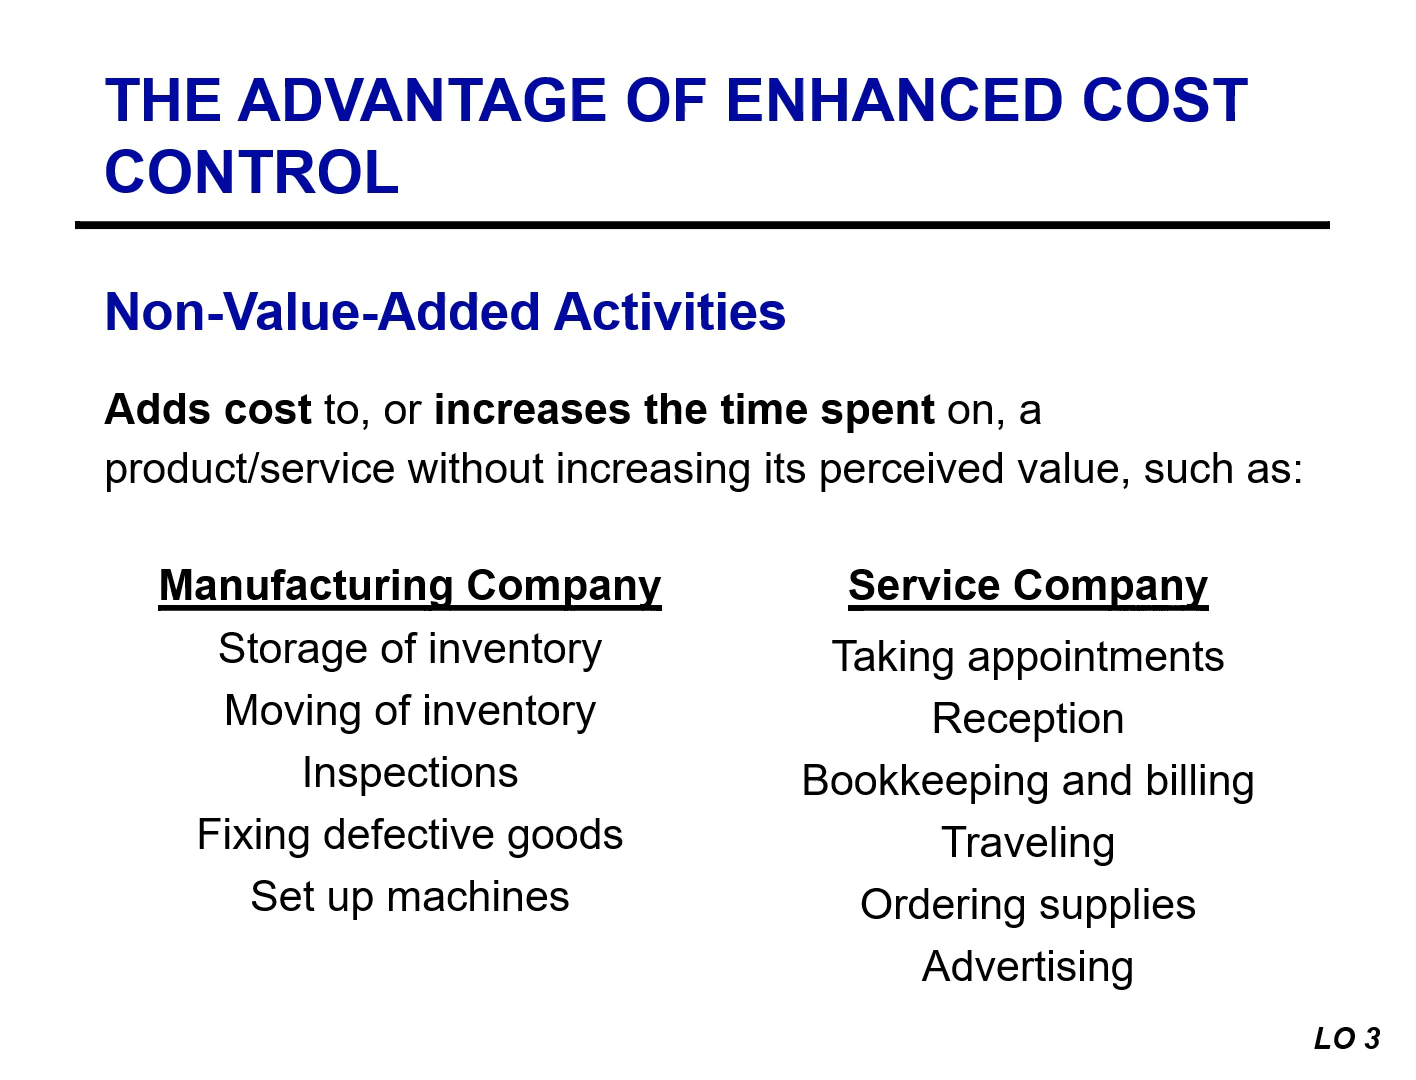 THE ADVANTAGE OF ENHANCED COST
CONTROL
Non-Value-Added Activities
Adds cost to, or increases the time spent on, a
product/service without increasing its perceived value, such as:
Manufacturing Company
Storage of inventory
Moving of inventory
Inspections
Fixing defective goods
Set up machines
Service Company
Taking appointments
Reception
Bookkeeping and billing
Traveling
Ordering supplies
Advertising
LO 3